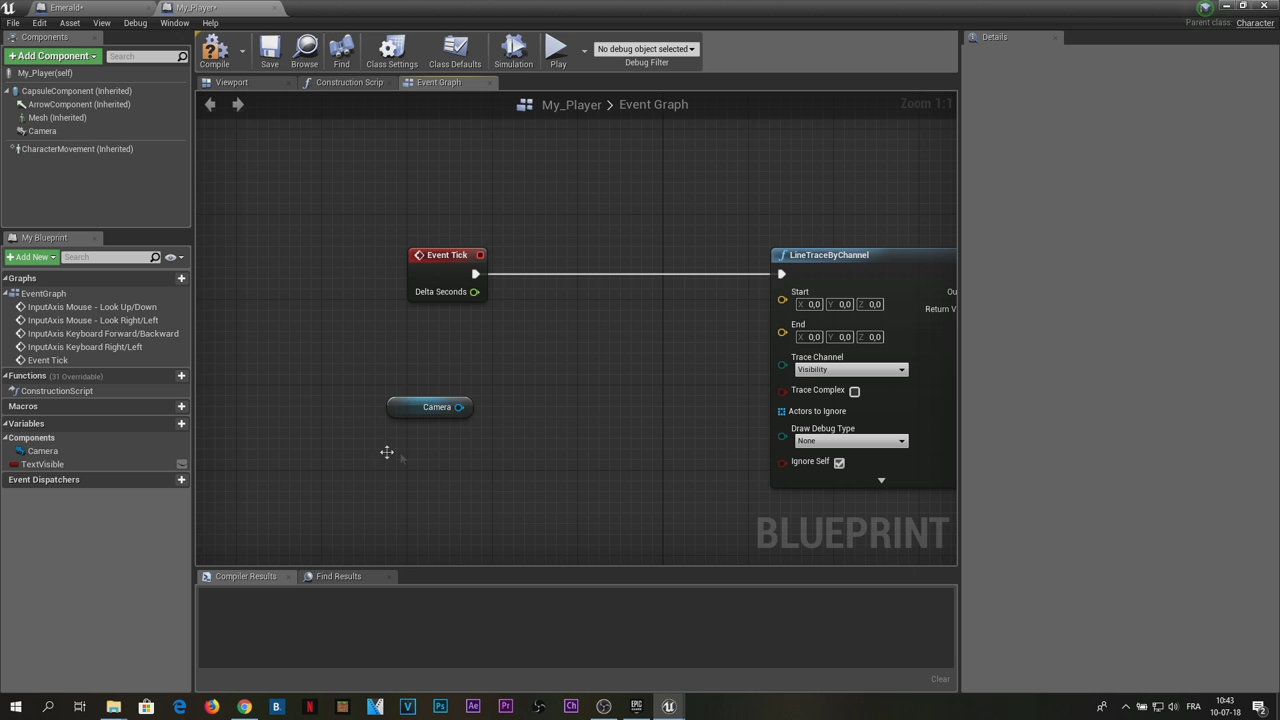 Emerald*
My_Player*
File Edit Asset View Debug Window Help
Parent class: Character
Components
Add Component
Search
My_Player(self)
CapsuleComponent (Inherited)
ArrowComponent (Inherited)
Mesh (Inherited)
Camera
CharacterMovement (Inherited)
Compile
Save
Browse
Find
Class Settings
Class Defaults
Simulation
Play
No debug object selected
Debug Filter
Details
Viewport
Construction Scrip
Event Graph
My_Player > Event Graph
Zoom 1:1
My Blueprint
Add New
Search
Graphs
EventGraph
InputAxis Mouse - Look Up/Down
InputAxis Mouse - Look Right/Left
InputAxis Keyboard Forward/Backward
InputAxis Keyboard Right/Left
Event Tick
Functions (31 Overridable)
ConstructionScript
Macros
Variables
Components
Camera
TextVisible
Event Dispatchers
Event Tick
Delta Seconds
Camera
LineTraceByChannel
Start
X 0,0 Y 0,0 Z 0,0
Ou
Return V
End
X 0,0 Y 0,0 Z 0,0
Trace Channel
Visibility
Trace Complex
Actors to Ignore
Draw Debug Type
None
Ignore Self
BLUEPRINT
Compiler Results
Find Results
Clear
B.
N
V
Ps
Ae
Pr
Ch
EPIC
FRA
10:43
10-07-18